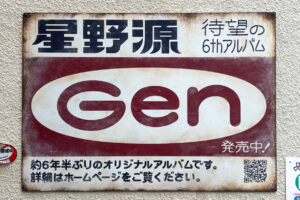 星野源
待望の
6thアルバム
Gen
発売中!
約6年半ぶりのオリジナルアルバムです。
詳細はホームページをご覧ください。